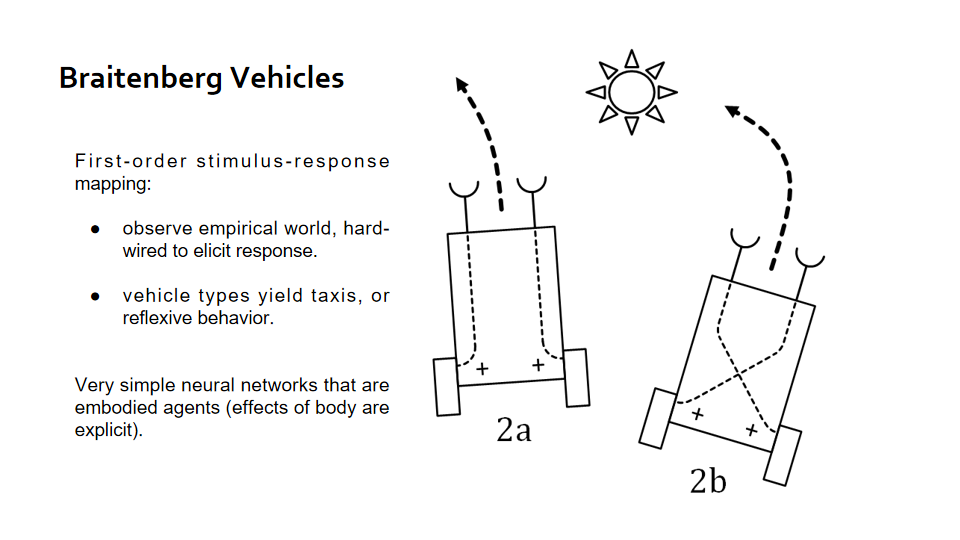 Braitenberg Vehicles
First-order stimulus-response
mapping:
● observe empirical world, hard-
wired to elicit response.
● vehicle types yield taxis, or
reflexive behavior.
Very simple neural networks that are
embodied agents (effects of body are
explicit).
+ +
2a
+ +
2b